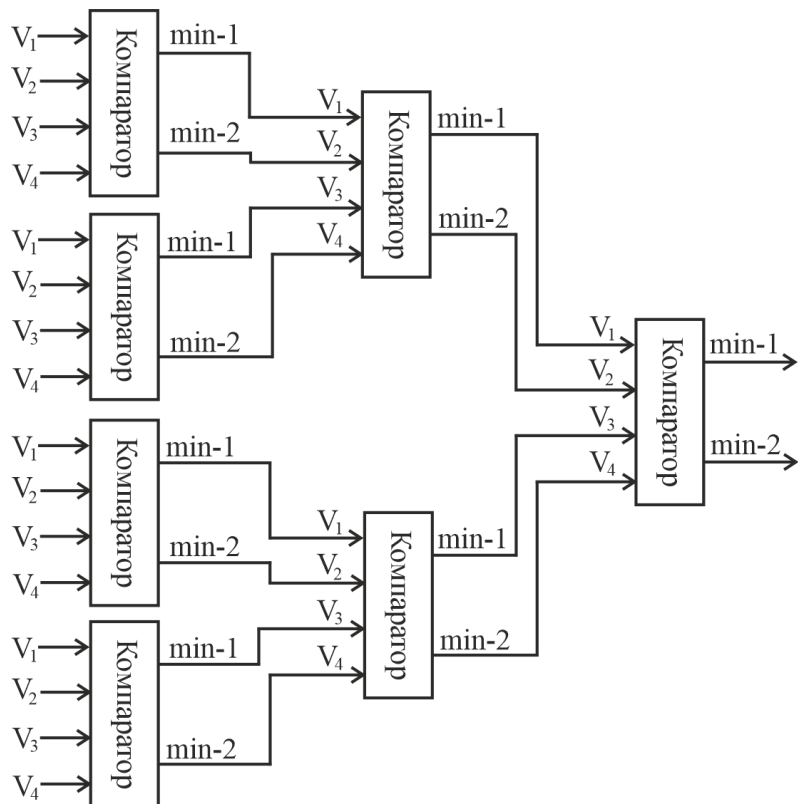 V₁
V₂
V₃
V₄
Компаратор
min-1
min-2
V₁
V₂
V₃
V₄
Компаратор
min-1
min-2
V₁
V₂
V₃
V₄
Компаратор
min-1
min-2
V₁
V₂
V₃
V₄
Компаратор
min-1
min-2
V₁
V₂
V₃
V₄
Компаратор
min-1
min-2
V₁
V₂
V₃
V₄
Компаратор
min-1
min-2
V₁
V₂
V₃
V₄
Компаратор
min-1
min-2